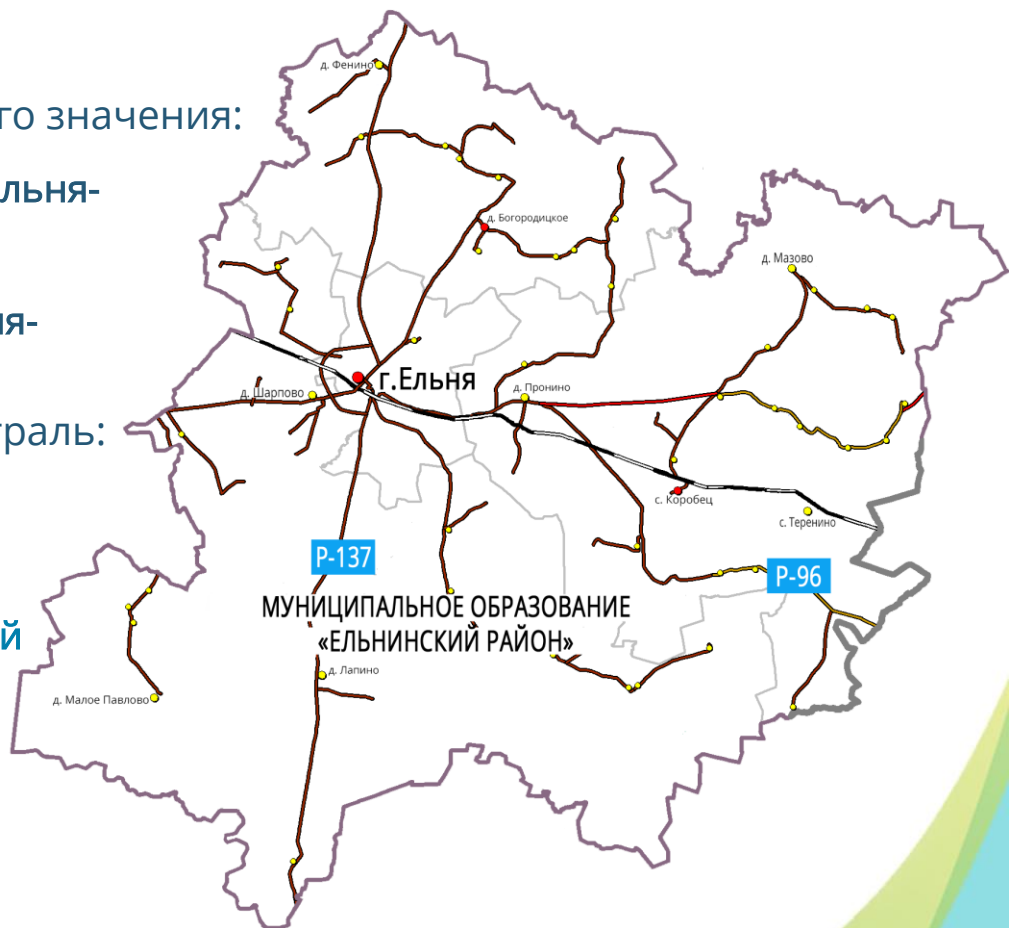 го значения:
льня-
ия-
траль:
й
д. Фенино
д. Богородицкое
д. Мазово
г.Ельня
д. Шарпово
д. Пронино
с. Коробец
с. Теренино
Р-137
Р-96
МУНИЦИПАЛЬНОЕ ОБРАЗОВАНИЕ
«ЕЛЬНИНСКИЙ РАЙОН»
д. Лапино
д. Малое Павлово